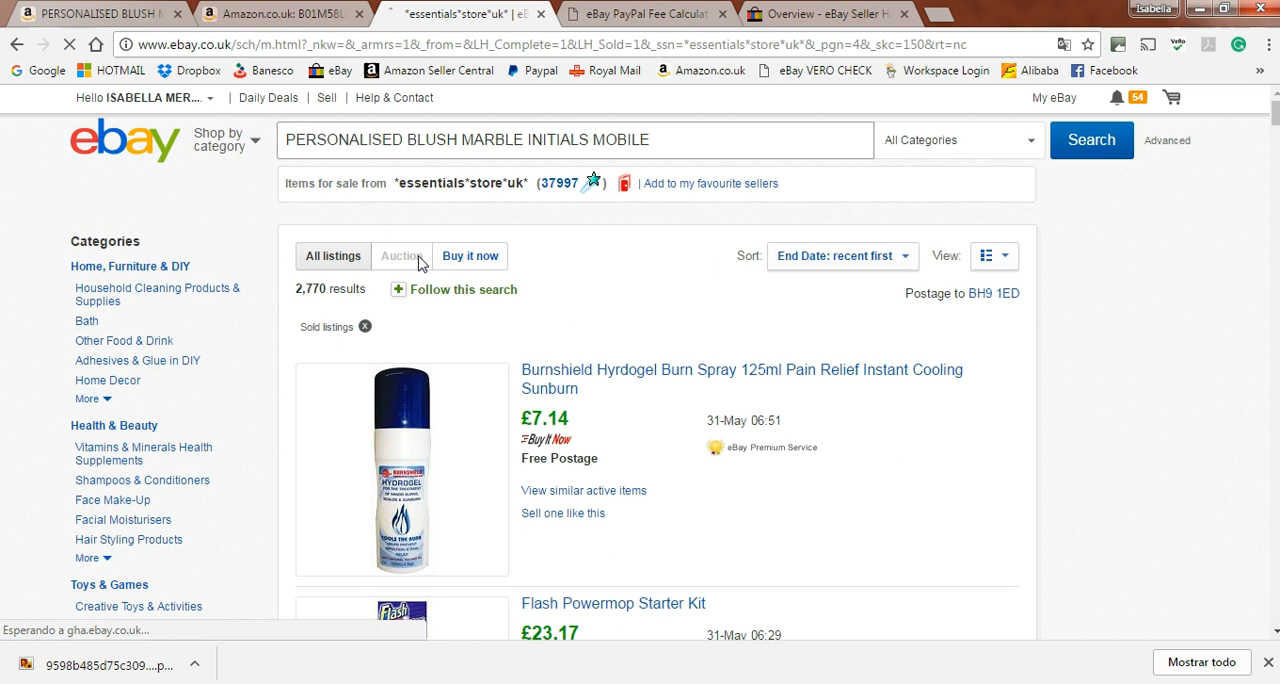 PERSONALISED BLUSH M
Amazon.co.uk: B01M58L
*essentials*store*uk* | eB
eBay PayPal Fee Calculat
Overview - eBay Seller H
Isabella
www.ebay.co.uk/sch/m.html?_nkw=&_armrs=1&_from=&LH_Complete=1&LH_Sold=1&_ssn=*essentials*store*uk*&_pgn=4&_skc=150&rt=nc
Google HOTMAIL Dropbox Banesco eBay Amazon Seller Central Paypal Royal Mail Amazon.co.uk eBay VERO CHECK Workspace Login Alibaba Facebook »
Hello ISABELLA MER... | Daily Deals | Sell | Help & Contact
My eBay 54
ebay
Shop by category
PERSONALISED BLUSH MARBLE INITIALS MOBILE
All Categories
Search
Advanced
Items for sale from *essentials*store*uk* (37997 ) | Add to my favourite sellers
Categories
Home, Furniture & DIY
Household Cleaning Products &
Supplies
Bath
Other Food & Drink
Adhesives & Glue in DIY
Home Decor
More
Health & Beauty
Vitamins & Minerals Health
Supplements
Shampoos & Conditioners
Face Make-Up
Facial Moisturisers
Hair Styling Products
More
Toys & Games
Creative Toys & Activities
All listings Auction Buy it now
Sort: End Date: recent first View:
2,770 results Follow this search
Postage to BH9 1ED
Sold listings
BURNSHIELD
HYDROGEL
COOLS THE BURN
Burnshield Hyrdogel Burn Spray 125ml Pain Relief Instant Cooling
Sunburn
£7.14 31-May 06:51
Buy It Now eBay Premium Service
Free Postage
View similar active items
Sell one like this
Flash
Flash Powermop Starter Kit
£23.17 31-May 06:29
Esperando a gha.ebay.co.uk...
9598b485d75c309....p...
Mostrar todo